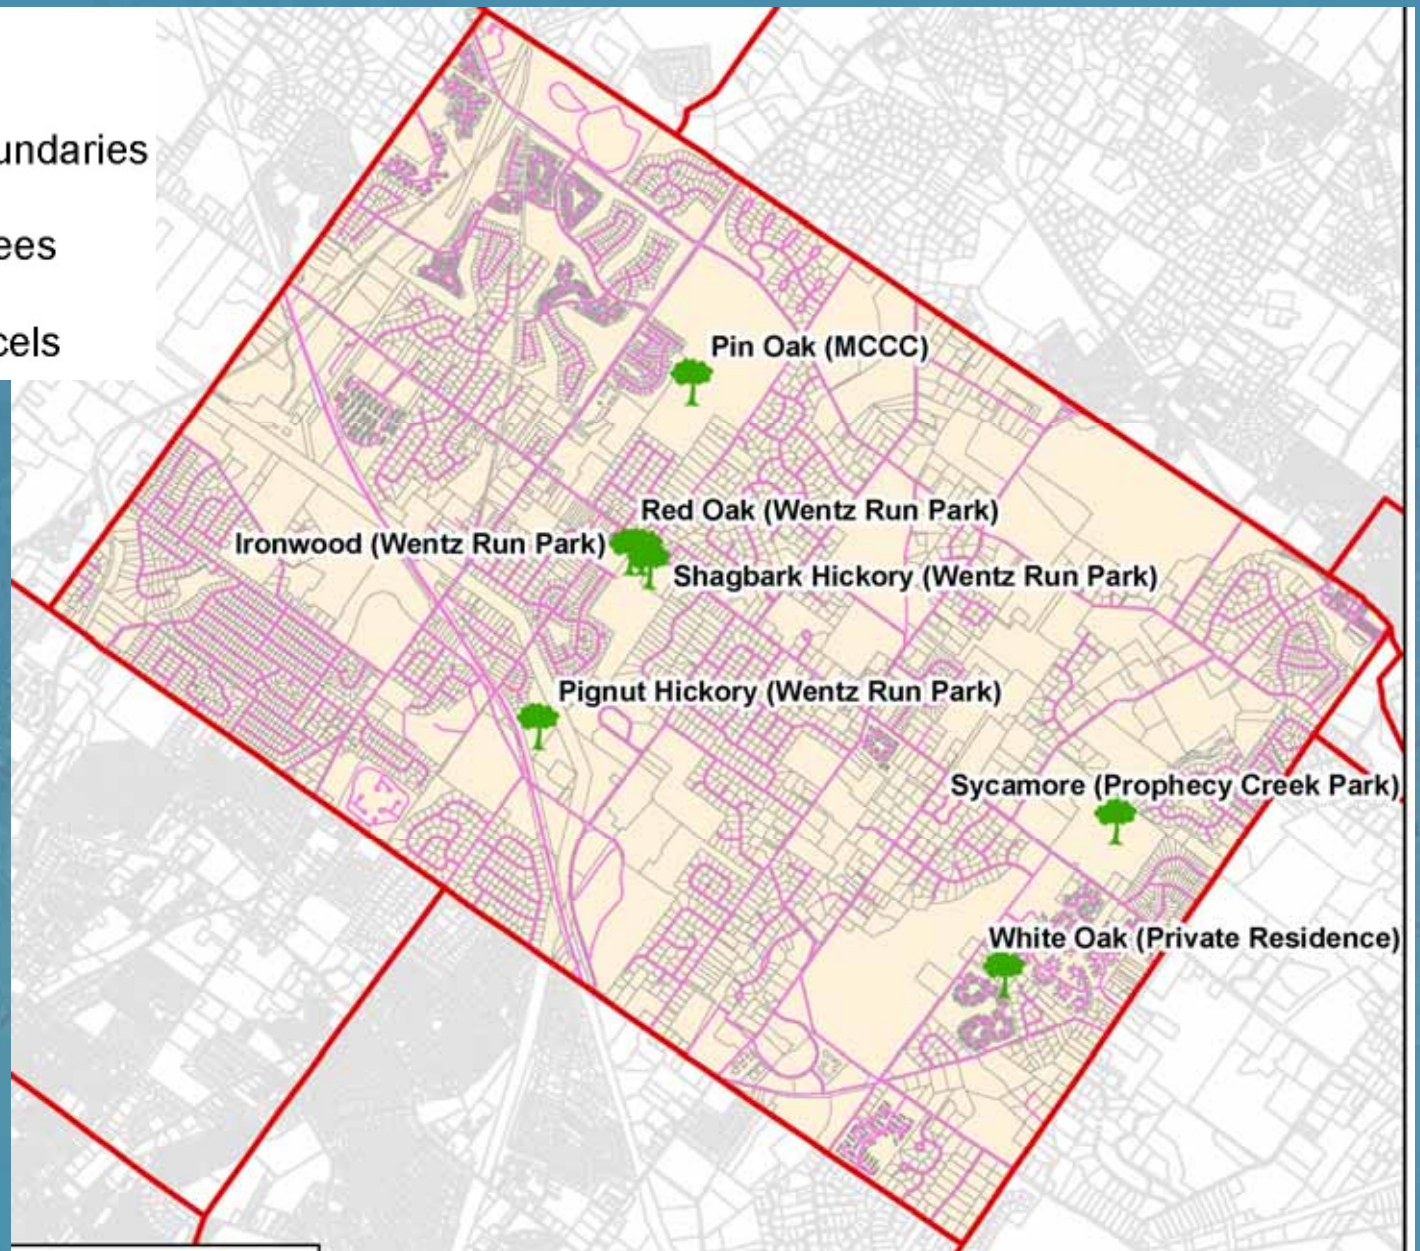 undaries
ees
cels
Pin Oak (MCCC)
Red Oak (Wentz Run Park)
Ironwood (Wentz Run Park)
Shagbark Hickory (Wentz Run Park)
Pignut Hickory (Wentz Run Park)
Sycamore (Prophecy Creek Park)
White Oak (Private Residence)